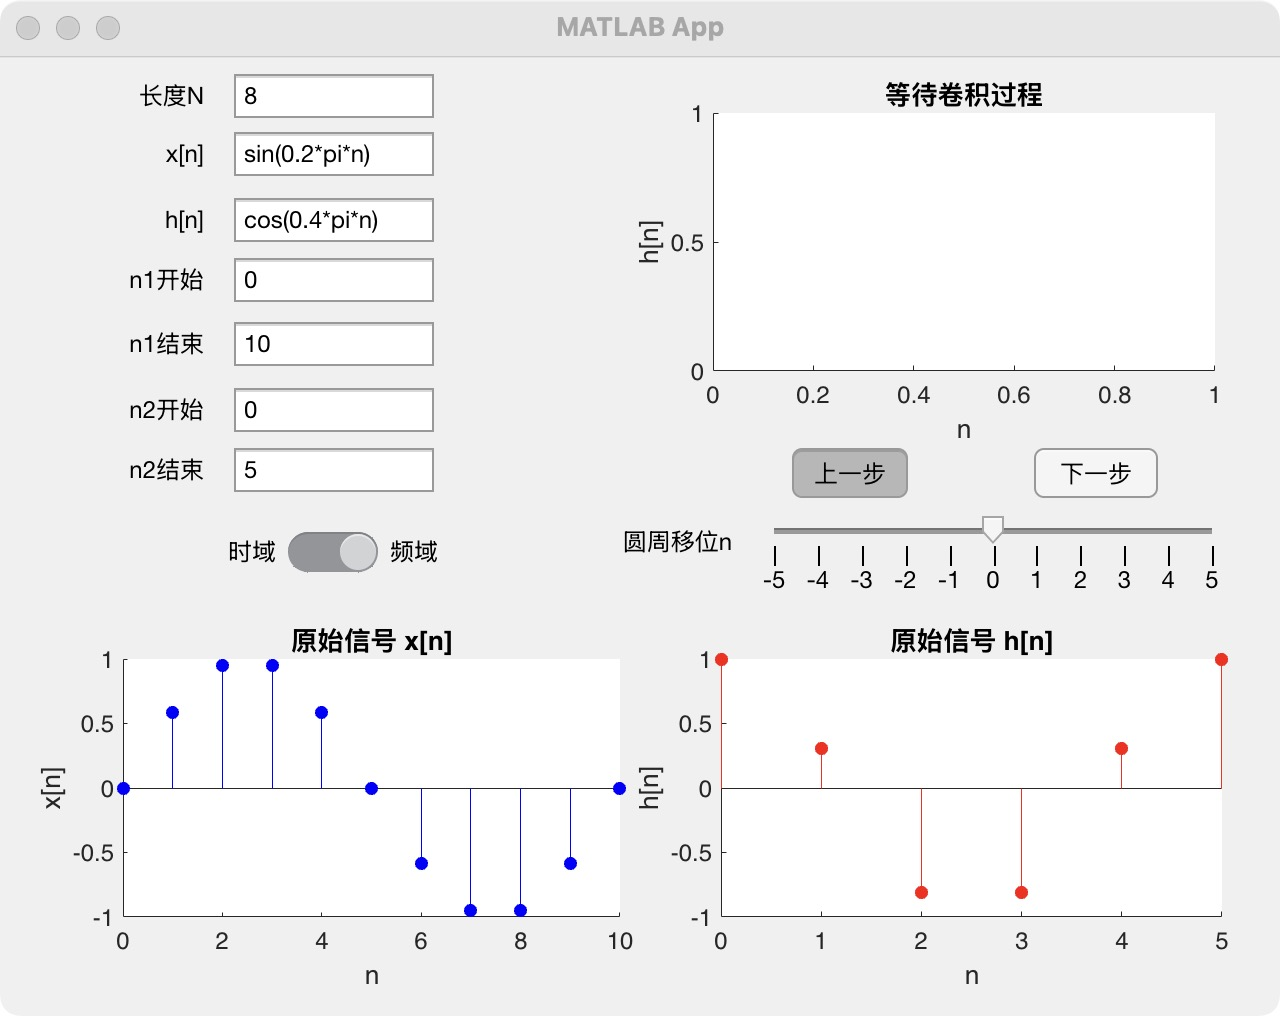 MATLAB App
长度N
8
x[n]
sin(0.2*pi*n)
h[n]
cos(0.4*pi*n)
n1开始
0
n1结束
10
n2开始
0
n2结束
5
时域
频域
等待卷积过程
h[n]
1
0.5
0
0 0.2 0.4 0.6 0.8 1
n
上一步
下一步
圆周移位n
-5 -4 -3 -2 -1 0 1 2 3 4 5
原始信号 x[n]
x[n]
1
0.5
0
-0.5
-1
0 2 4 6 8 10
n
原始信号 h[n]
h[n]
1
0.5
0
-0.5
-1
0 1 2 3 4 5
n